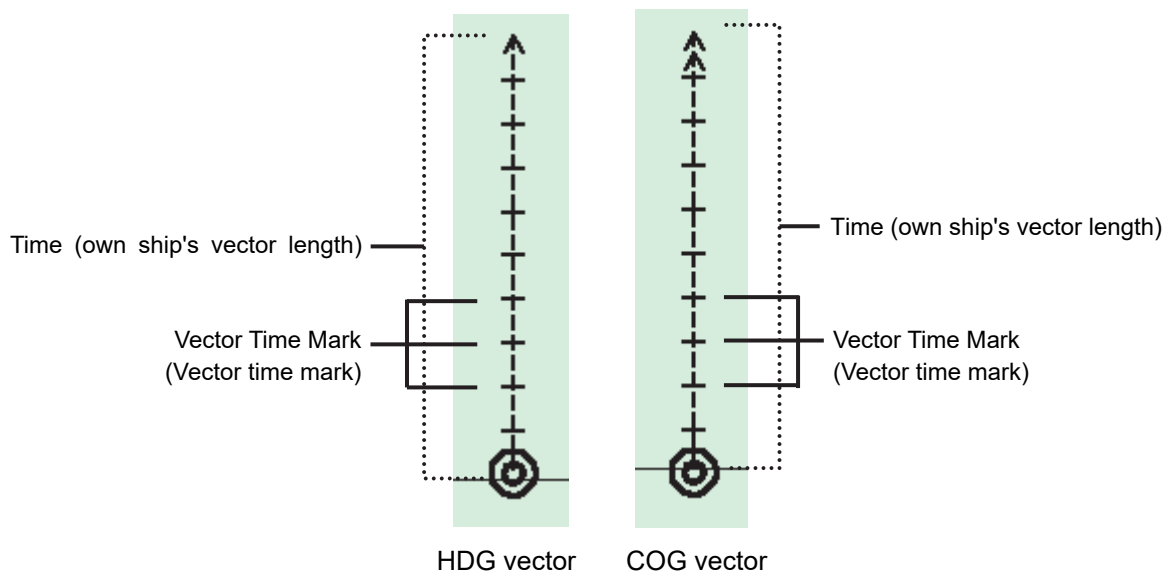 Time (own ship's vector length)
Vector Time Mark
(Vector time mark)
Time (own ship's vector length)
Vector Time Mark
(Vector time mark)
HDG vector
COG vector